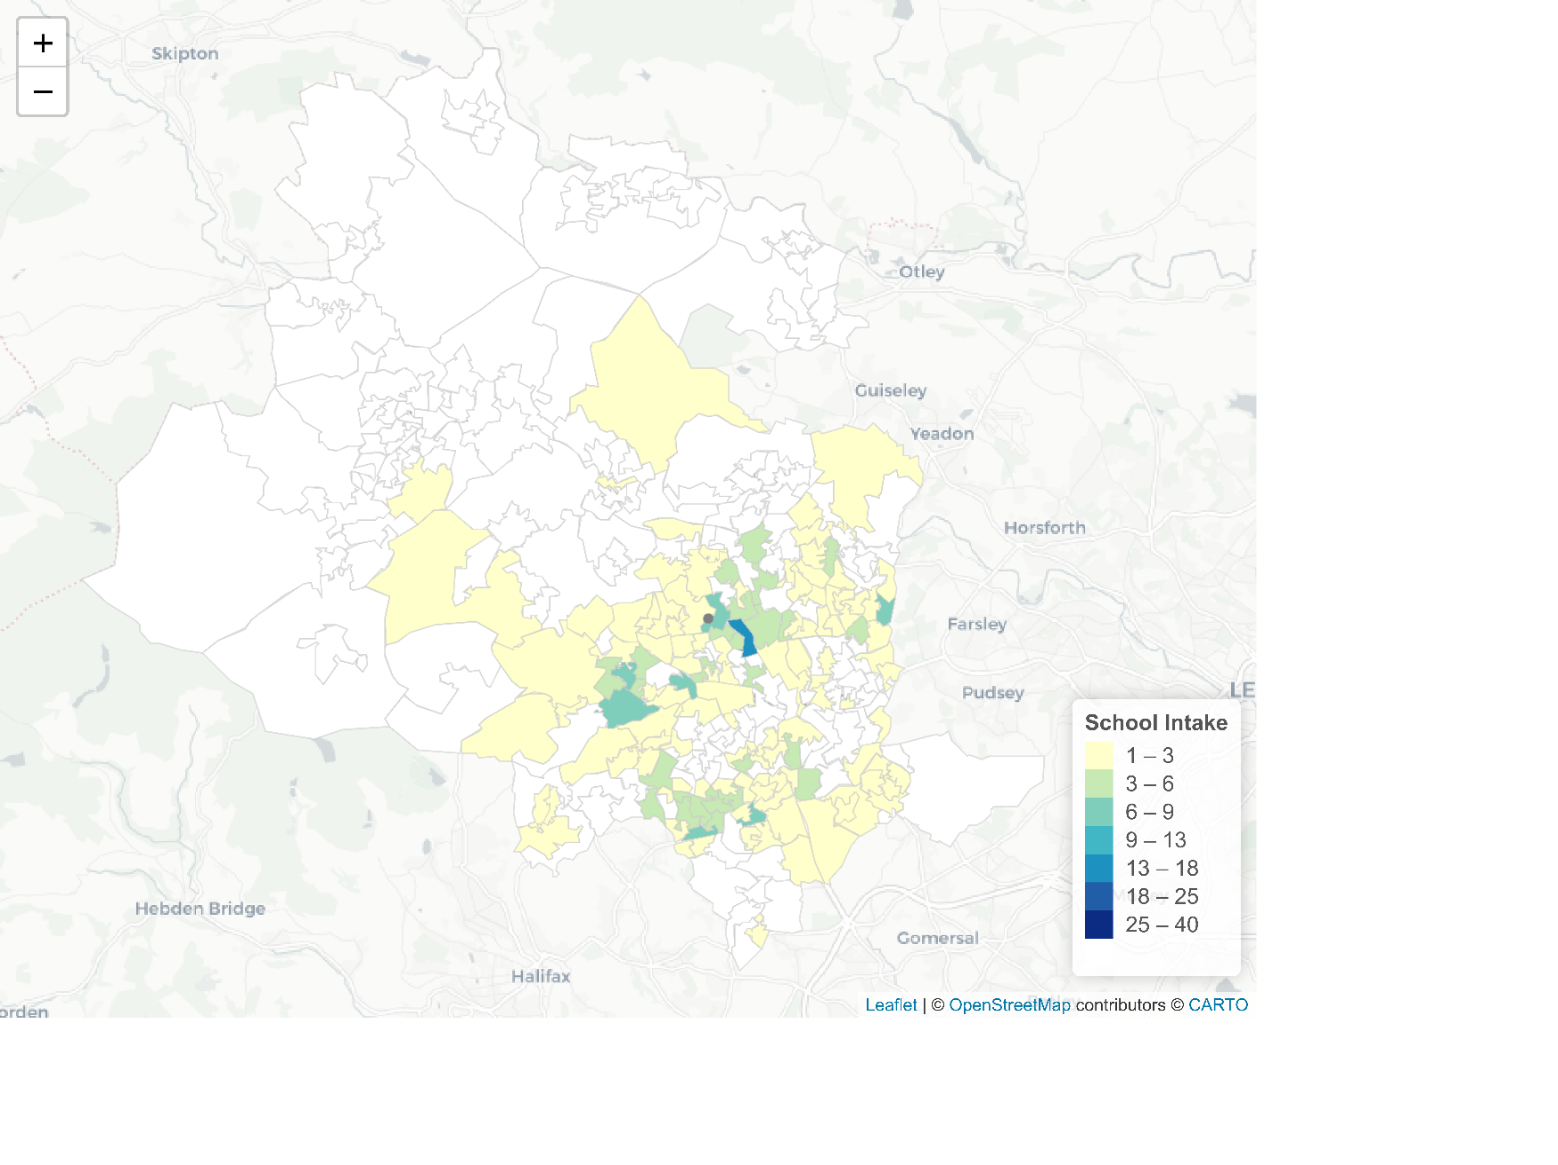 +
−
Skipton
Otley
Guiseley
Yeadon
Horsforth
Farsley
Pudsey
LE
School Intake
1 – 3
3 – 6
6 – 9
9 – 13
13 – 18
18 – 25
25 – 40
Hebden Bridge
Gomersal
Halifax
orden
Leaflet | © OpenStreetMap contributors © CARTO